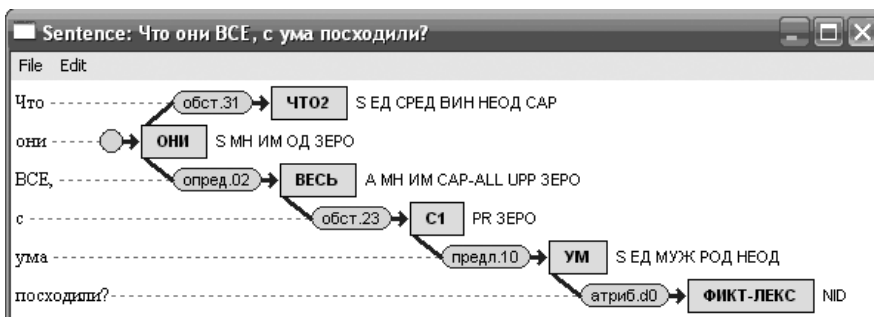 Sentence: Что они ВСЕ, с ума посходили?
File Edit
Что обст.31 ЧТО2 S ЕД СРЕД ВИН НЕОД CAP
они ОНИ S МН ИМ ОД ЗЕРО
ВСЕ, опред.02 ВЕСЬ A МН ИМ CAP-ALL UPP ЗЕРО
с обст.23 С1 PR ЗЕРО
ума предл.10 УМ S ЕД МУЖ РОД НЕОД
посходили? атриб.d0 ФИКТ-ЛЕКС NID